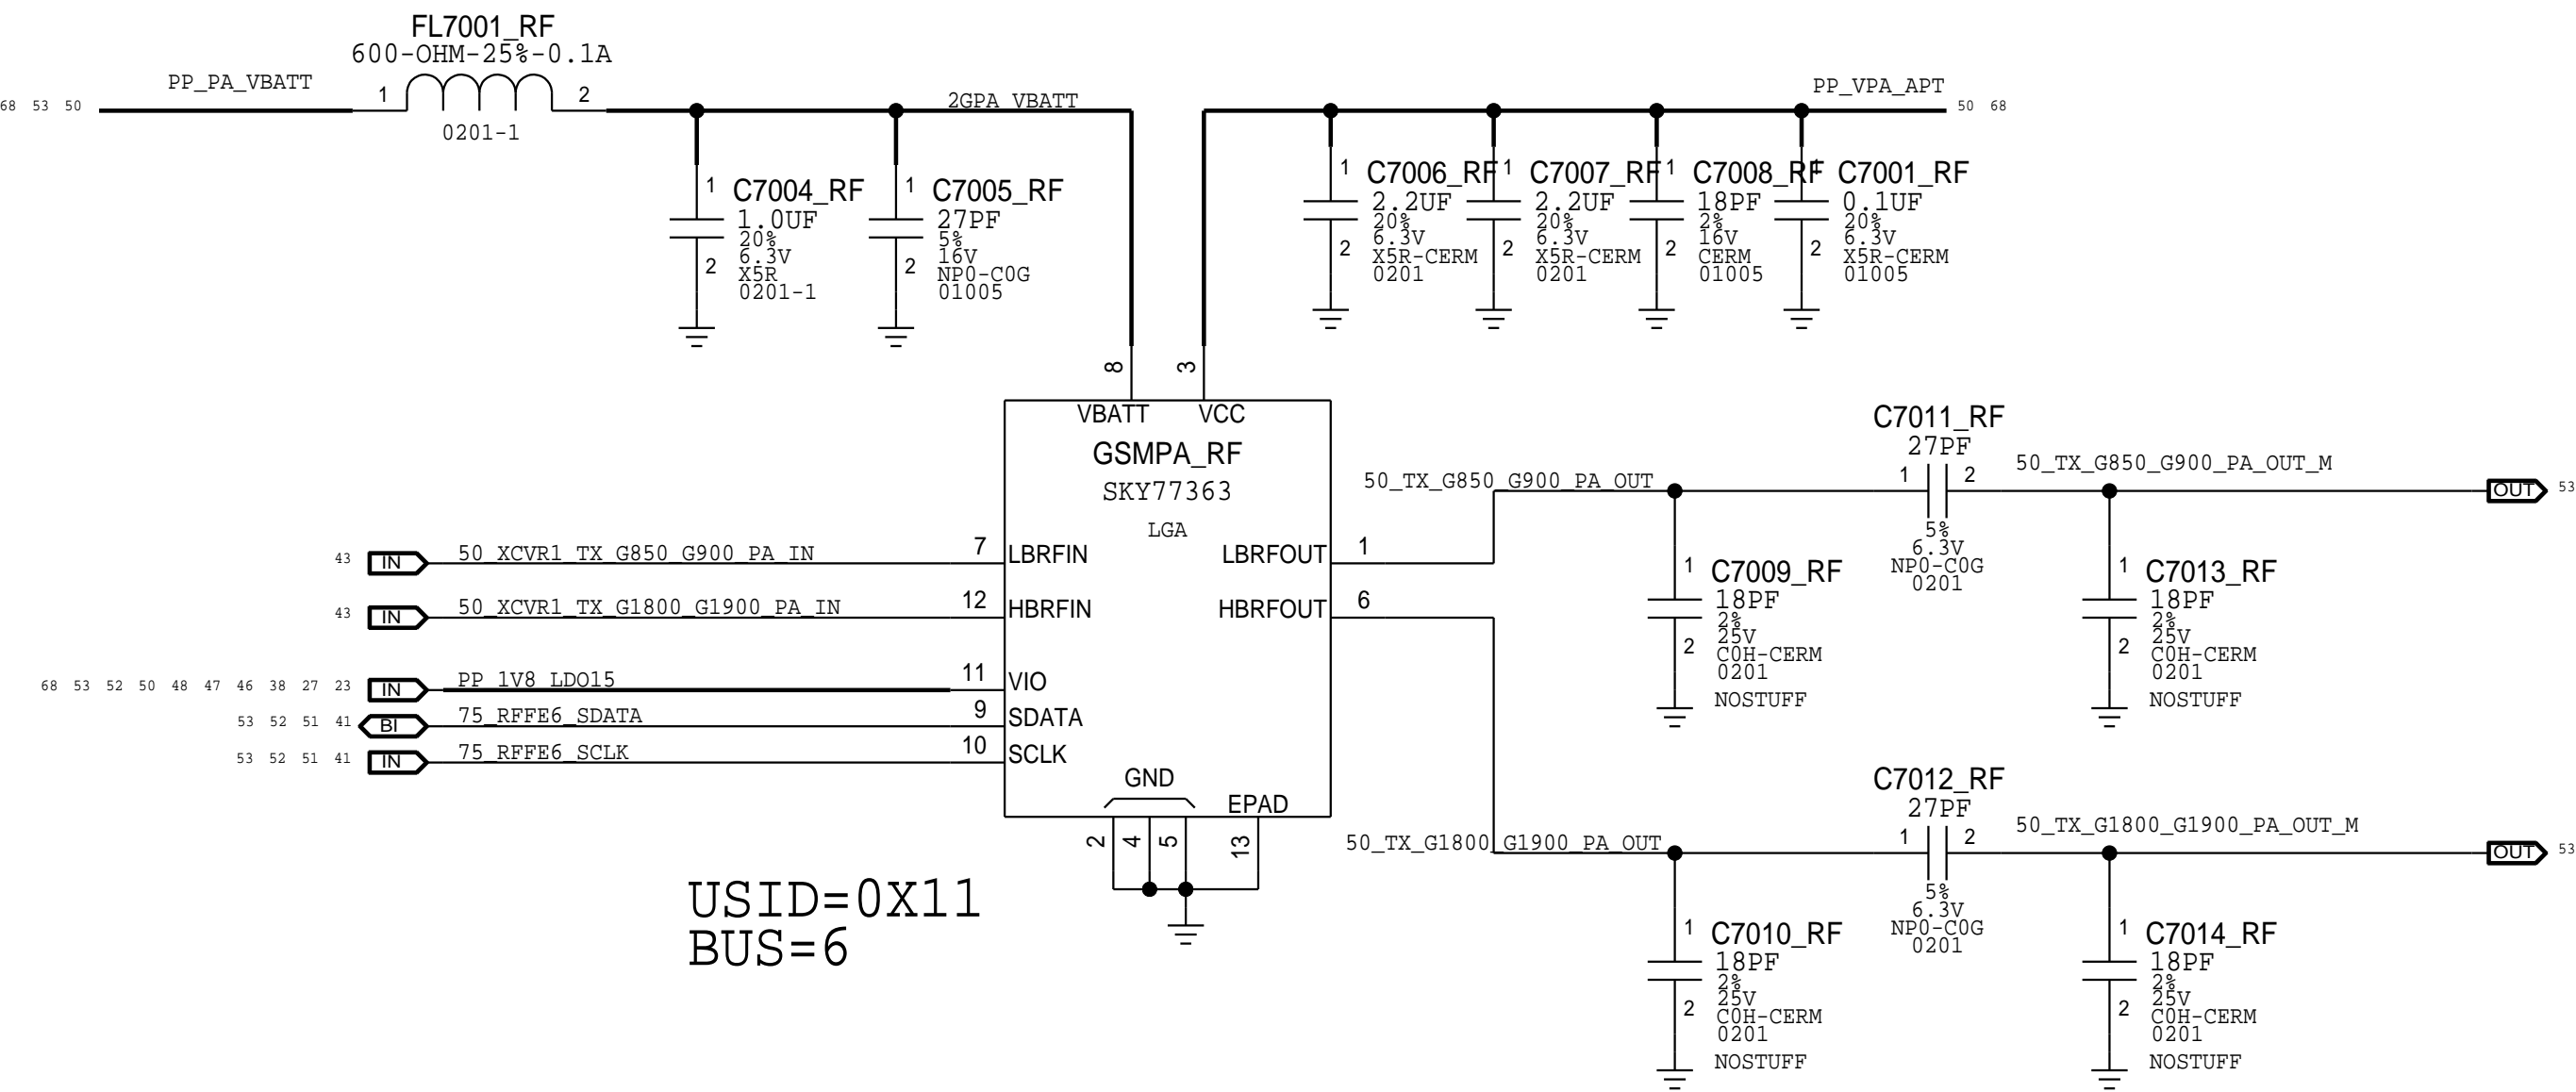 FL7001_RF
600-OHM-25%-0.1A
PP_PA_VBATT
1
2
0201-1
68 53 50
2GPA_VBATT
PP_VPA_APT
50 68
1
C7004_RF
1.0UF
20%
6.3V
2
X5R
0201-1
1
C7005_RF
27PF
5%
16V
2
NP0-C0G
01005
1
C7006_RF
2.2UF
20%
6.3V
2
X5R-CERM
0201
1
C7007_RF
2.2UF
20%
6.3V
2
X5R-CERM
0201
1
C7008_RF
18PF
2%
16V
2
CERM
01005
1
C7001_RF
0.1UF
20%
6.3V
2
X5R-CERM
01005
8
3
VBATT
VCC
GSMPA_RF
SKY77363
LGA
43 IN 50_XCVR1_TX_G850_G900_PA_IN 7 LBRFIN
43 IN 50_XCVR1_TX_G1800_G1900_PA_IN 12 HBRFIN
68 53 52 50 48 47 46 38 27 23 IN PP_1V8_LDO15 11 VIO
53 52 51 41 BI 75_RFFE6_SDATA 9 SDATA
53 52 51 41 IN 75_RFFE6_SCLK 10 SCLK
LBRFOUT 1
HBRFOUT 6
GND
EPAD
2
4
5
13
50_TX_G850_G900_PA_OUT
C7011_RF
27PF
1
2
5%
6.3V
NP0-C0G
0201
50_TX_G850_G900_PA_OUT_M
OUT 53
1
C7009_RF
18PF
2%
25V
2
C0H-CERM
0201
NOSTUFF
1
C7013_RF
18PF
2%
25V
2
C0H-CERM
0201
NOSTUFF
50_TX_G1800_G1900_PA_OUT
C7012_RF
27PF
1
2
5%
6.3V
NP0-C0G
0201
50_TX_G1800_G1900_PA_OUT_M
OUT 53
1
C7010_RF
18PF
2%
25V
2
C0H-CERM
0201
NOSTUFF
1
C7014_RF
18PF
2%
25V
2
C0H-CERM
0201
NOSTUFF
USID=0X11
BUS=6